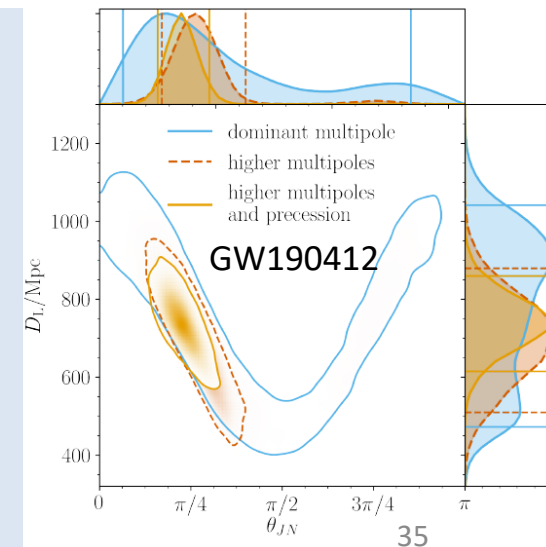 dominant multipole
higher multipoles
higher multipoles
and precession
GW190412
1200
1000
800
600
400
D_L/Mpc
0
π/4
π/2
3π/4
π
θ_JN
35